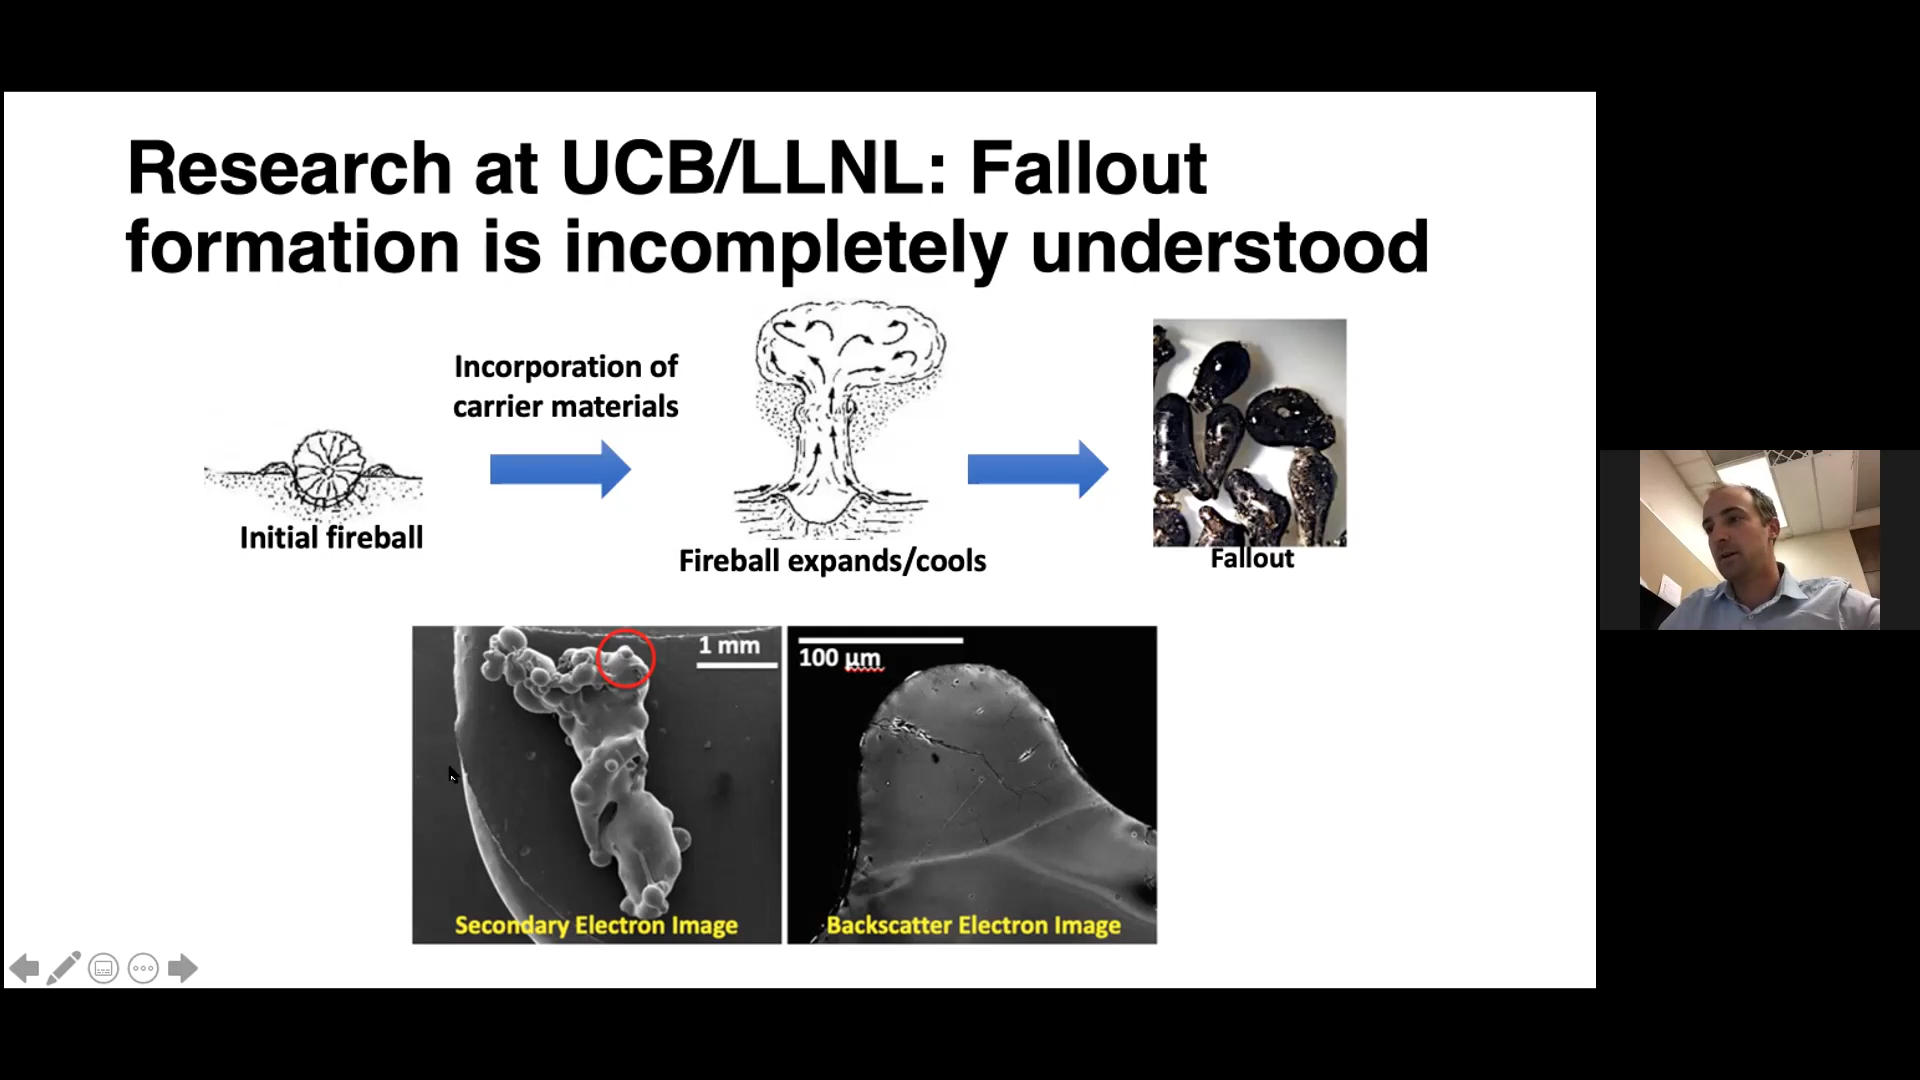 Research at UCB/LLNL: Fallout
formation is incompletely understood
Incorporation of
carrier materials
Initial fireball
Fireball expands/cools
Fallout
1 mm
100 µm
Secondary Electron Image
Backscatter Electron Image